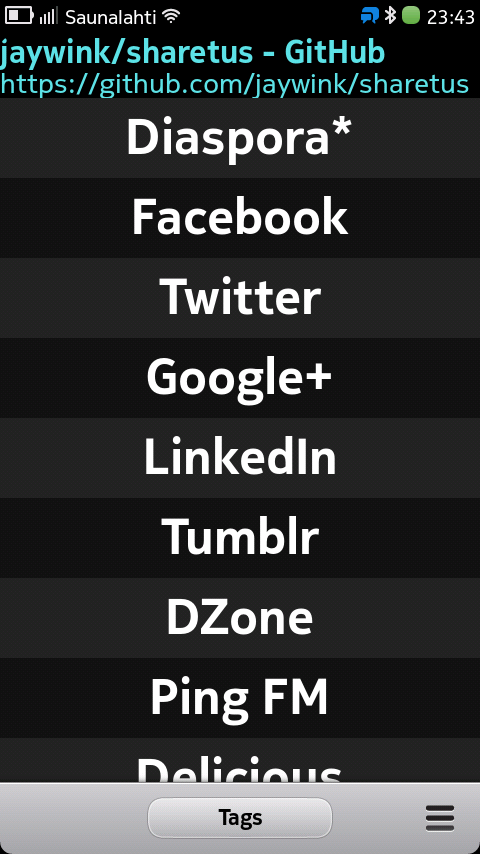 Saunalahti 23:43
jaywink/sharetus - GitHub
https://github.com/jaywink/sharetus
Diaspora*
Facebook
Twitter
Google+
LinkedIn
Tumblr
DZone
Ping FM
Delicious
Tags